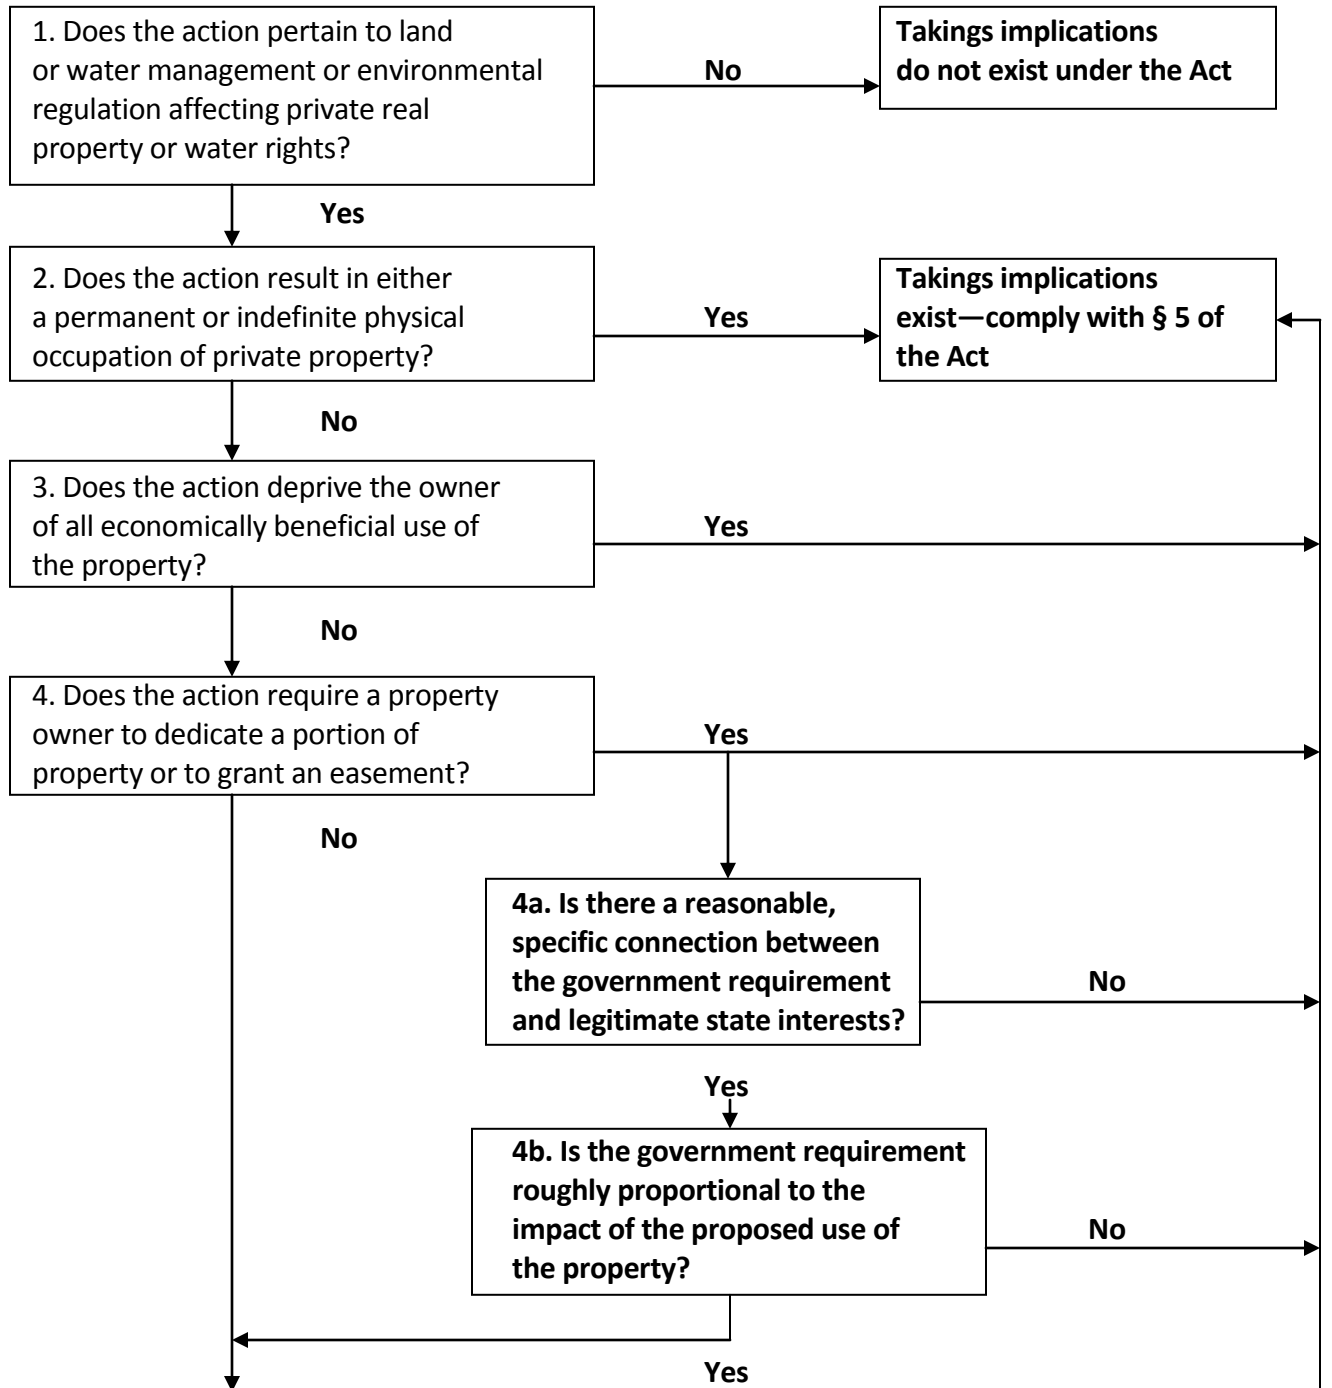 1. Does the action pertain to land
or water management or environmental
regulation affecting private real
property or water rights?
No
Takings implications
do not exist under the Act
Yes
2. Does the action result in either
a permanent or indefinite physical
occupation of private property?
Yes
Takings implications
exist—comply with § 5 of
the Act
No
3. Does the action deprive the owner
of all economically beneficial use of
the property?
Yes
No
4. Does the action require a property
owner to dedicate a portion of
property or to grant an easement?
Yes
No
4a. Is there a reasonable,
specific connection between
the government requirement
and legitimate state interests?
No
Yes
4b. Is the government requirement
roughly proportional to the
impact of the proposed use of
the property?
No
Yes